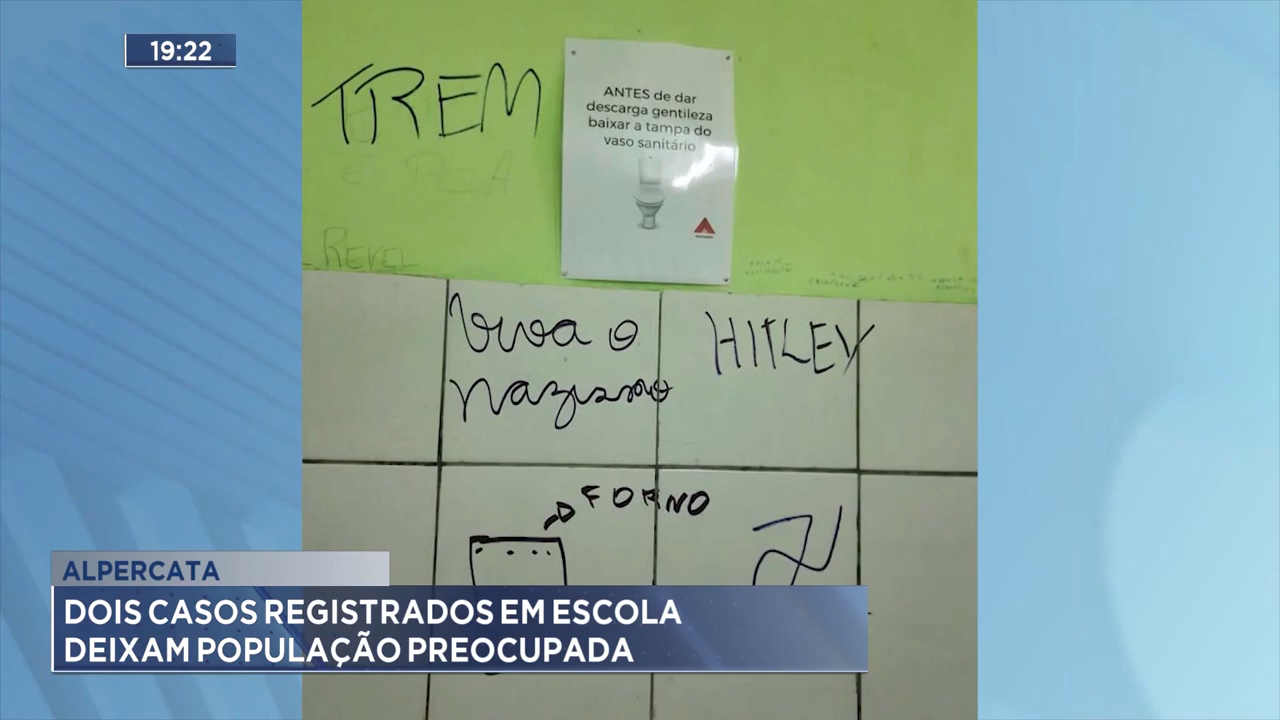 19:22
TREM
ANTES de dar
descarga gentileza
baixar a tampa do
vaso sanitário
REVEL
Viva o
nazismo
HITLEY
FORNO
ALPERCATA
DOIS CASOS REGISTRADOS EM ESCOLA
DEIXAM POPULAÇÃO PREOCUPADA